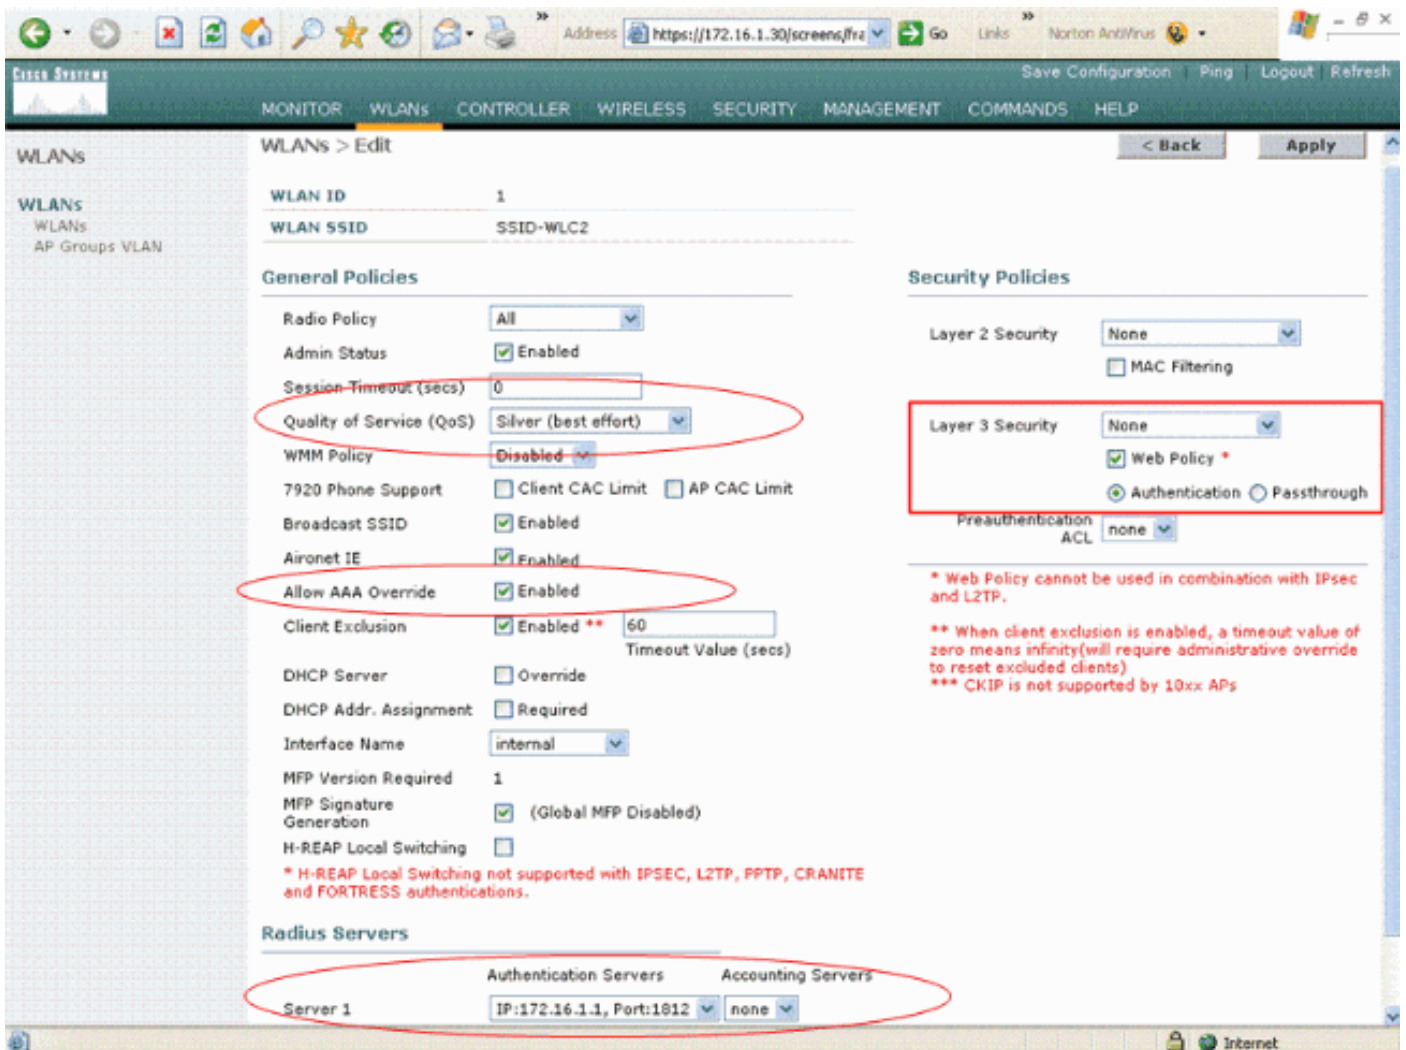 Address https://172.16.1.30/screens/fra Go Links Norton AntiVirus
CISCO SYSTEMS
Save Configuration Ping Logout Refresh
MONITOR WLANs CONTROLLER WIRELESS SECURITY MANAGEMENT COMMANDS HELP
WLANs
WLANs
WLANs
AP Groups VLAN
WLANs > Edit
< Back Apply
WLAN ID 1
WLAN SSID SSID-WLC2
General Policies
Radio Policy All
Admin Status Enabled
Session Timeout (secs) 0
Quality of Service (QoS) Silver (best effort)
WMM Policy Disabled
7920 Phone Support Client CAC Limit AP CAC Limit
Broadcast SSID Enabled
Aironet IE Enabled
Allow AAA Override Enabled
Client Exclusion Enabled ** 60
Timeout Value (secs)
DHCP Server Override
DHCP Addr. Assignment Required
Interface Name internal
MFP Version Required 1
MFP Signature
Generation (Global MFP Disabled)
H-REAP Local Switching
* H-REAP Local Switching not supported with IPSEC, L2TP, PPTP, CRANITE
and FORTRESS authentications.
Security Policies
Layer 2 Security None
MAC Filtering
Layer 3 Security None
Web Policy *
Authentication Passthrough
Preauthentication
ACL none
* Web Policy cannot be used in combination with IPsec
and L2TP.
** When client exclusion is enabled, a timeout value of
zero means infinity(will require administrative override
to reset excluded clients)
*** CKIP is not supported by 10xx APs
Radius Servers
Authentication Servers Accounting Servers
Server 1 IP:172.16.1.1, Port:1812 none
Internet